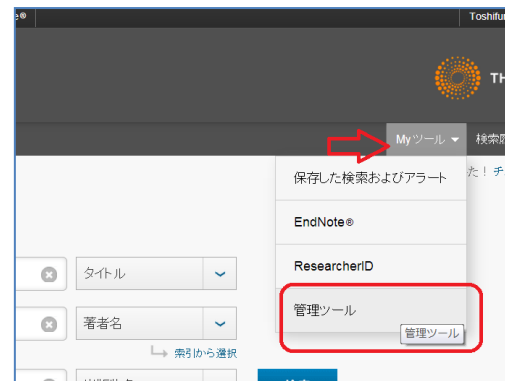 Toshifu
TH
Myツール 検索
保存した検索およびアラート
た！チ
EndNote®
ResearcherID
タイトル
管理ツール
管理ツール
著者名
索引から選択